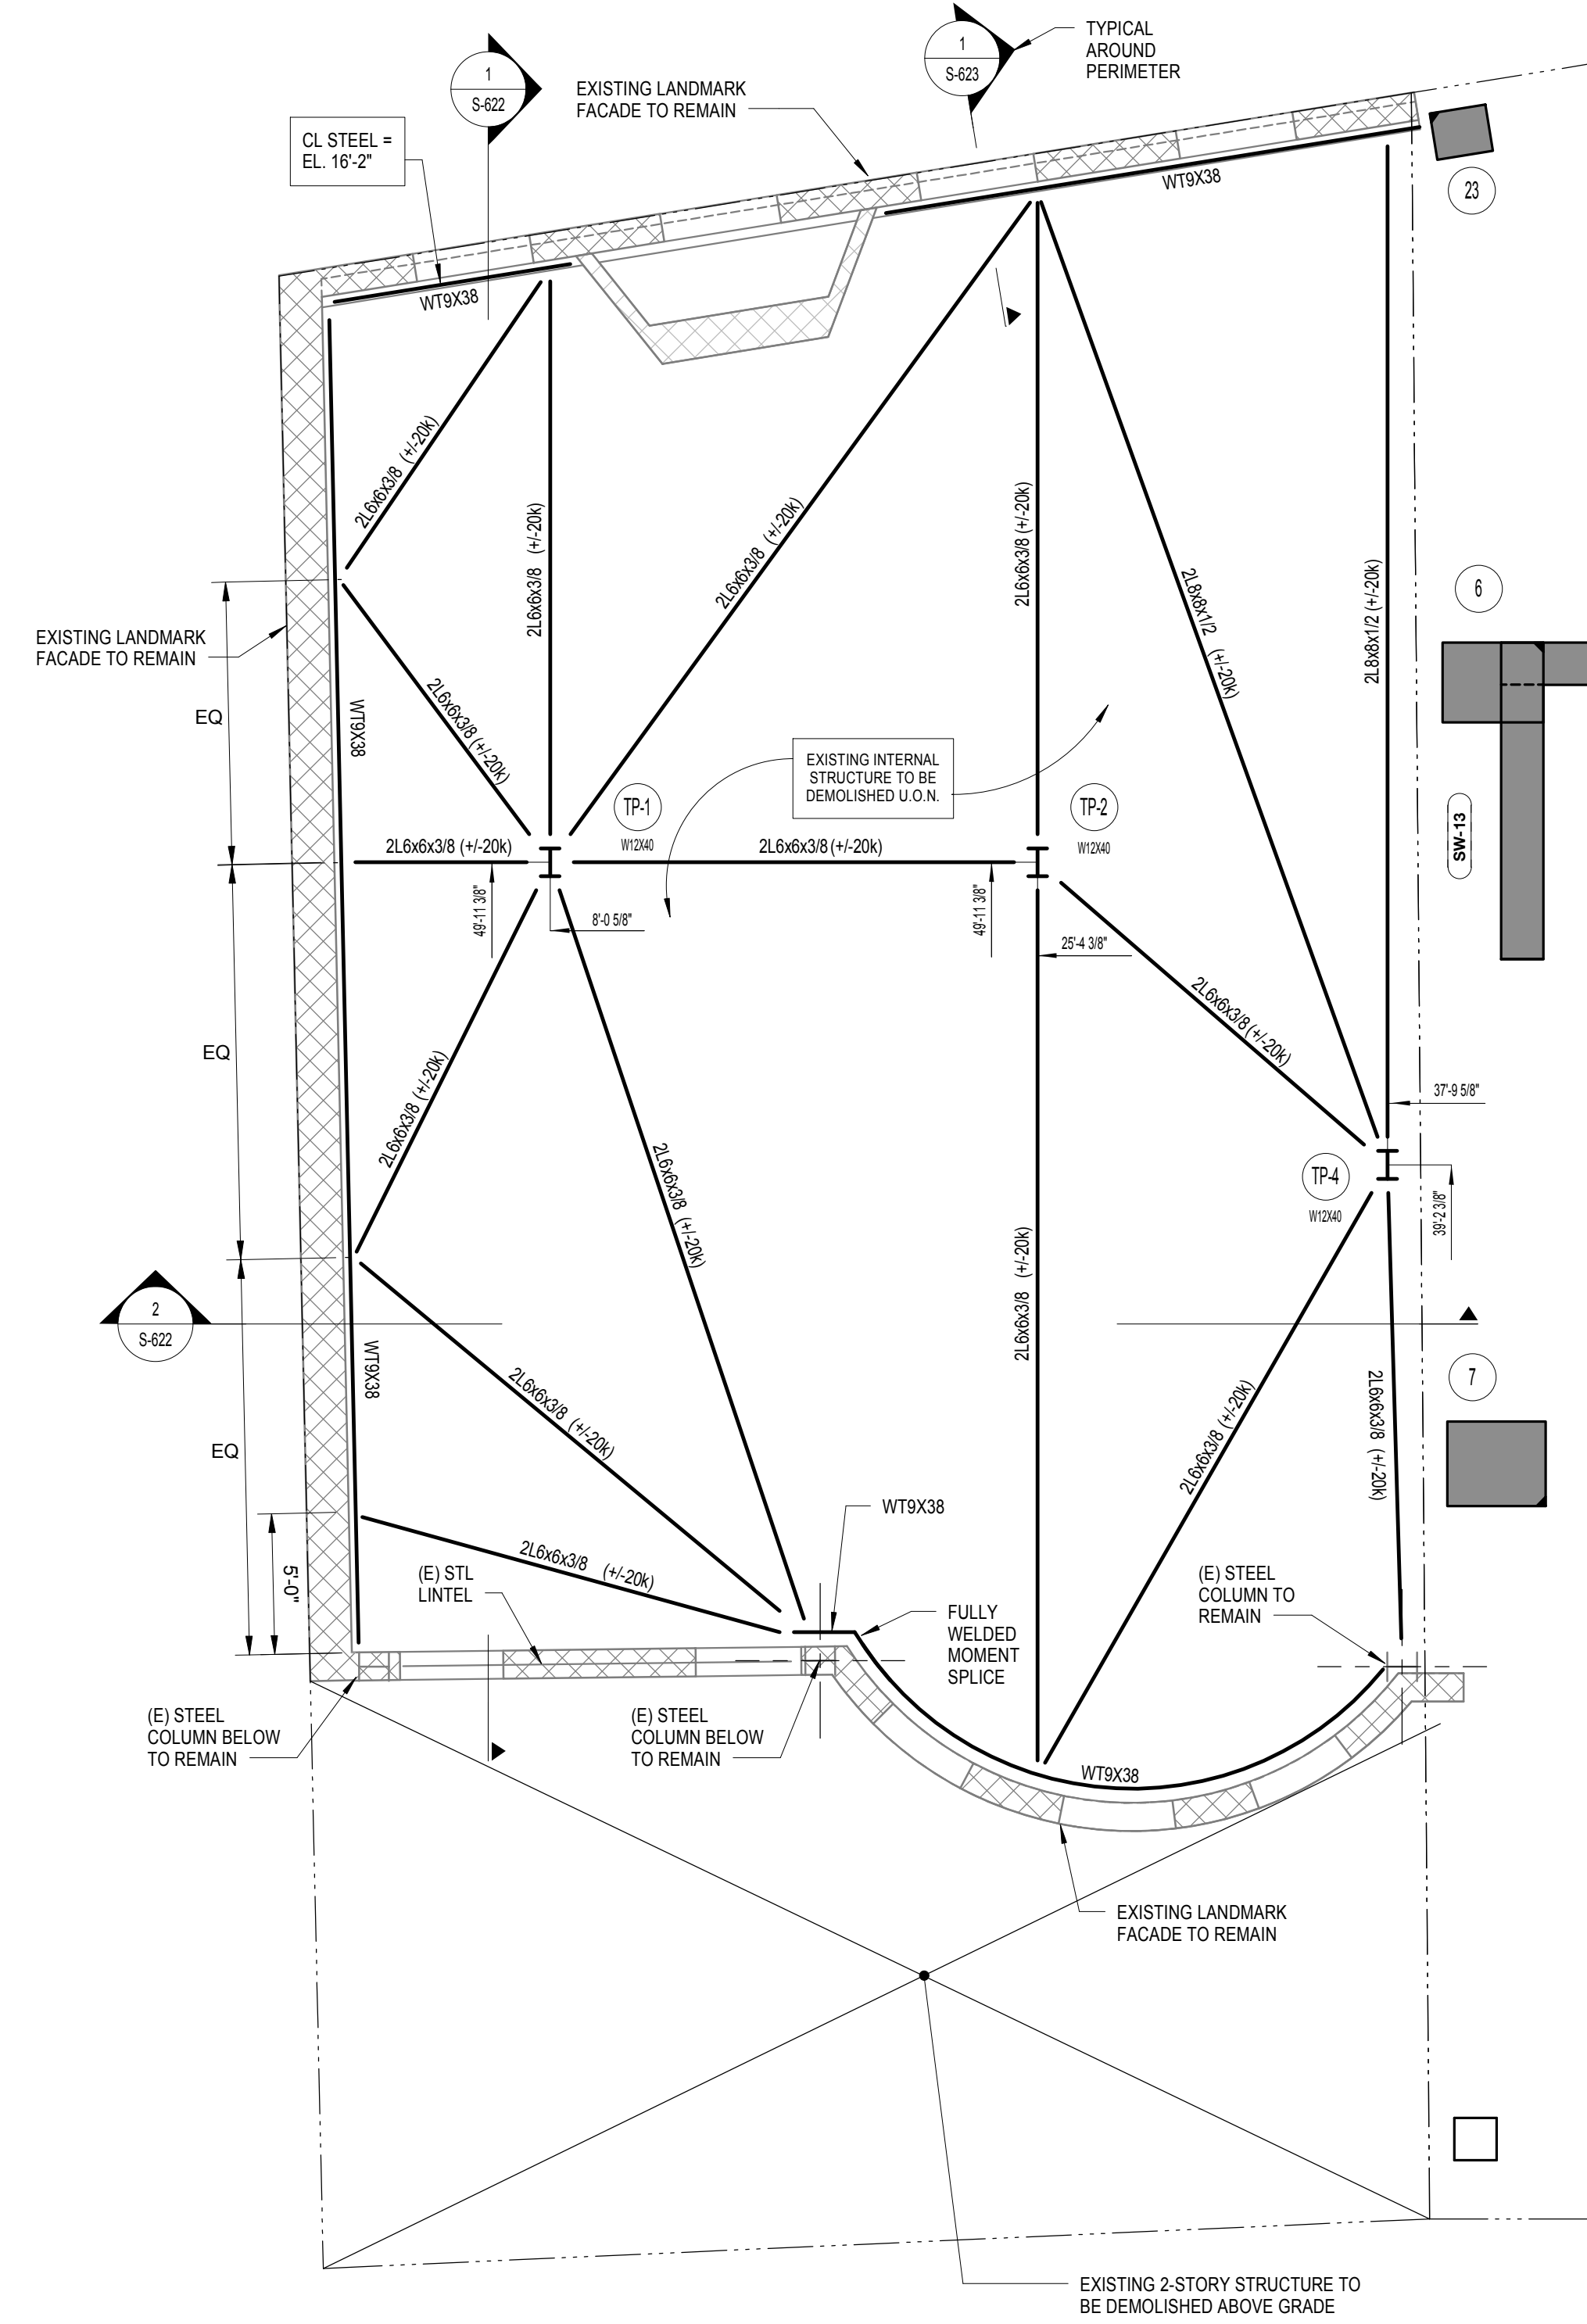 TYPICAL
AROUND
PERIMETER
1
S-623
1
S-622
EXISTING LANDMARK
FACADE TO REMAIN
CL STEEL =
EL. 16'-2"
WT9X38
23
WT9X38
2L6x6x3/8 (+/-20k)
2L6x6x3/8 (+/-20k)
2L6x6x3/8 (+/-20k)
2L6x6x3/8 (+/-20k)
2L8x8x1/2 (+/-20k)
2L8x8x1/2 (+/-20k)
6
EXISTING LANDMARK
FACADE TO REMAIN
EQ
WT9X38
2L6x6x3/8 (+/-20k)
EXISTING INTERNAL
STRUCTURE TO BE
DEMOLISHED U.O.N.
TP-1
W12X40
TP-2
W12X40
SW-13
2L6x6x3/8 (+/-20k)
2L6x6x3/8 (+/-20k)
49'-11 3/8"
8'-0 5/8"
49'-11 3/8"
25'-4 3/8"
2L6x6x3/8 (+/-20k)
EQ
2L6x6x3/8 (+/-20k)
37'-9 5/8"
2L6x6x3/8 (+/-20k)
TP-4
W12X40
39'-2 3/8"
2L6x6x3/8 (+/-20k)
2
S-622
WT9X38
2L6x6x3/8 (+/-20k)
2L6x6x3/8 (+/-20k)
2L6x6x3/8 (+/-20k)
7
EQ
5'-0"
WT9X38
2L6x6x3/8 (+/-20k)
(E) STL
LINTEL
(E) STEEL
COLUMN TO
REMAIN
FULLY
WELDED
MOMENT
SPLICE
(E) STEEL
COLUMN BELOW
TO REMAIN
(E) STEEL
COLUMN BELOW
TO REMAIN
WT9X38
EXISTING LANDMARK
FACADE TO REMAIN
EXISTING 2-STORY STRUCTURE TO
BE DEMOLISHED ABOVE GRADE